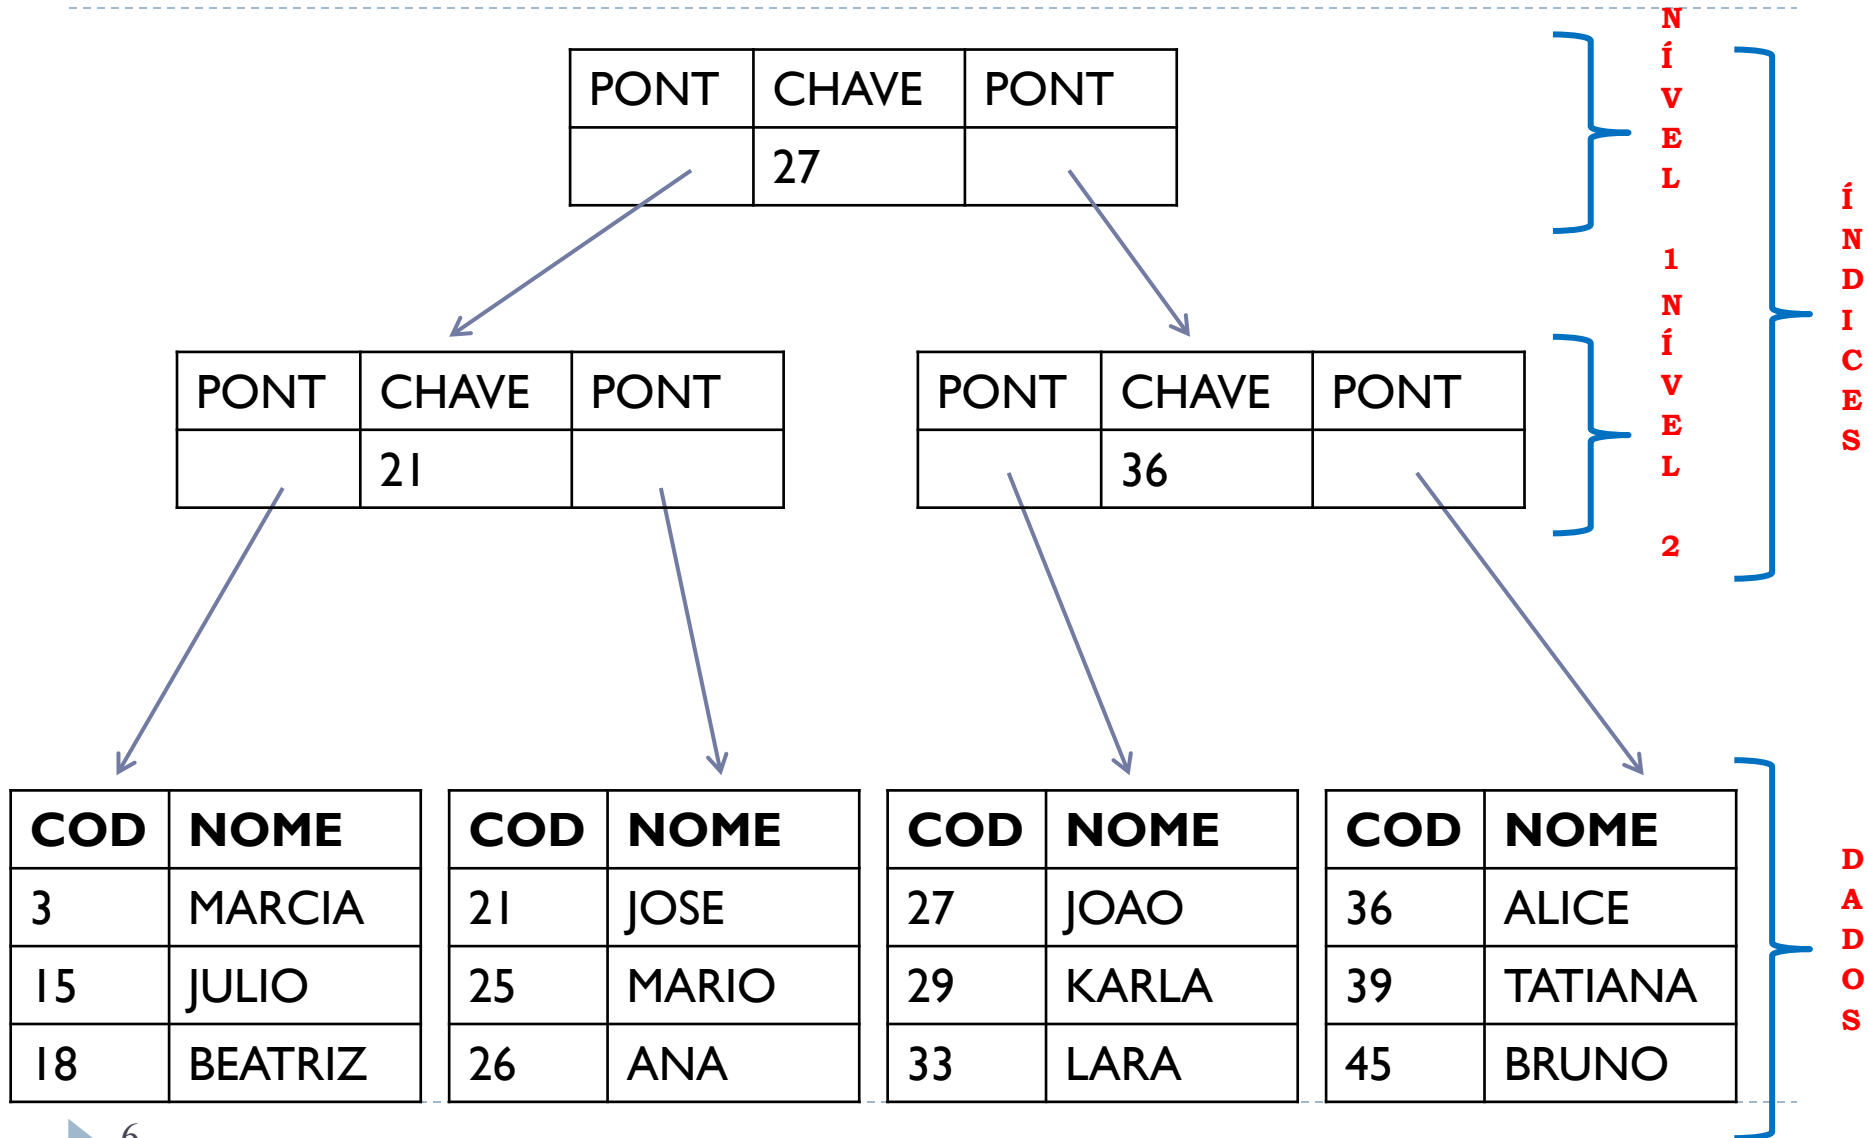 PONT CHAVE PONT
27
PONT CHAVE PONT
21
PONT CHAVE PONT
36
COD NOME
3 MARCIA
15 JULIO
18 BEATRIZ
COD NOME
21 JOSE
25 MARIO
26 ANA
COD NOME
27 JOAO
29 KARLA
33 LARA
COD NOME
36 ALICE
39 TATIANA
45 BRUNO
NÍVEL 1
NÍVEL 2
ÍNDICES
DADOS
6